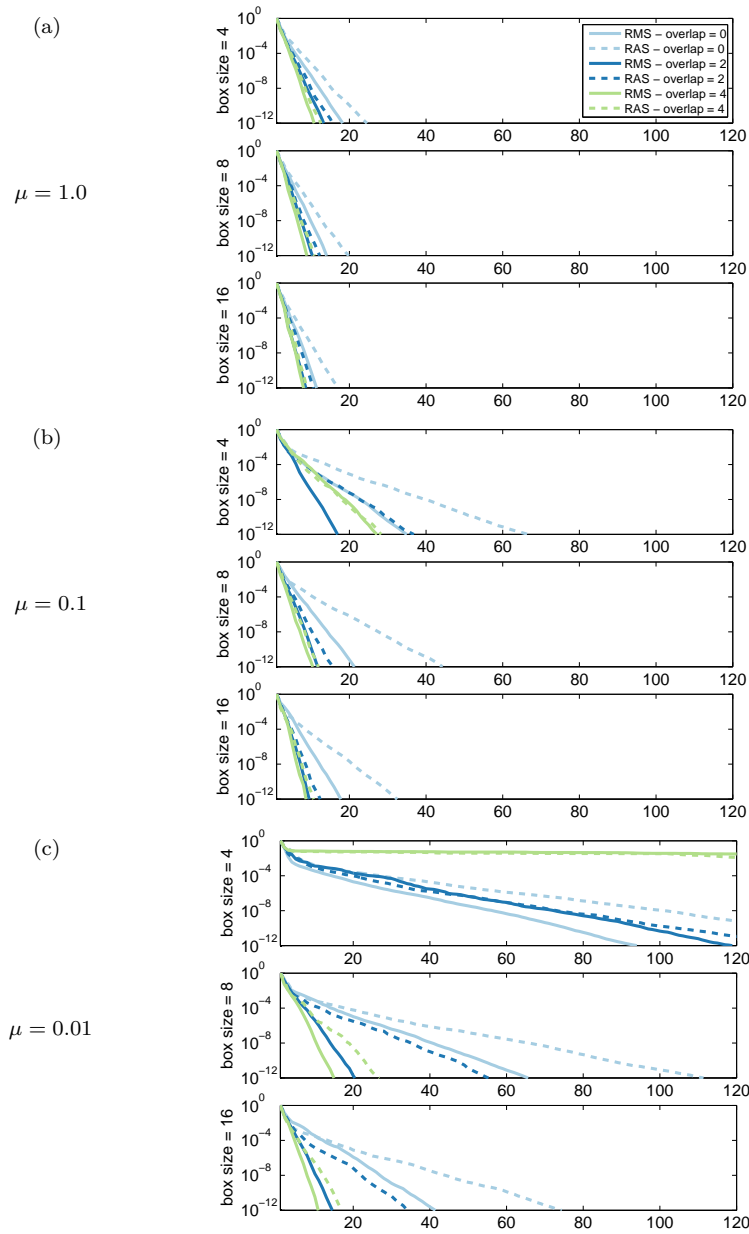 (a)
μ = 1.0
box size = 4
10^0
10^−4
10^−8
10^−12
20 40 60 80 100 120
RMS − overlap = 0
RAS − overlap = 0
RMS − overlap = 2
RAS − overlap = 2
RMS − overlap = 4
RAS − overlap = 4
box size = 8
10^0
10^−4
10^−8
10^−12
20 40 60 80 100 120
box size = 16
10^0
10^−4
10^−8
10^−12
20 40 60 80 100 120
(b)
μ = 0.1
box size = 4
10^0
10^−4
10^−8
10^−12
20 40 60 80 100 120
box size = 8
10^0
10^−4
10^−8
10^−12
20 40 60 80 100 120
box size = 16
10^0
10^−4
10^−8
10^−12
20 40 60 80 100 120
(c)
μ = 0.01
box size = 4
10^0
10^−4
10^−8
10^−12
20 40 60 80 100 120
box size = 8
10^0
10^−4
10^−8
10^−12
20 40 60 80 100 120
box size = 16
10^0
10^−4
10^−8
10^−12
20 40 60 80 100 120